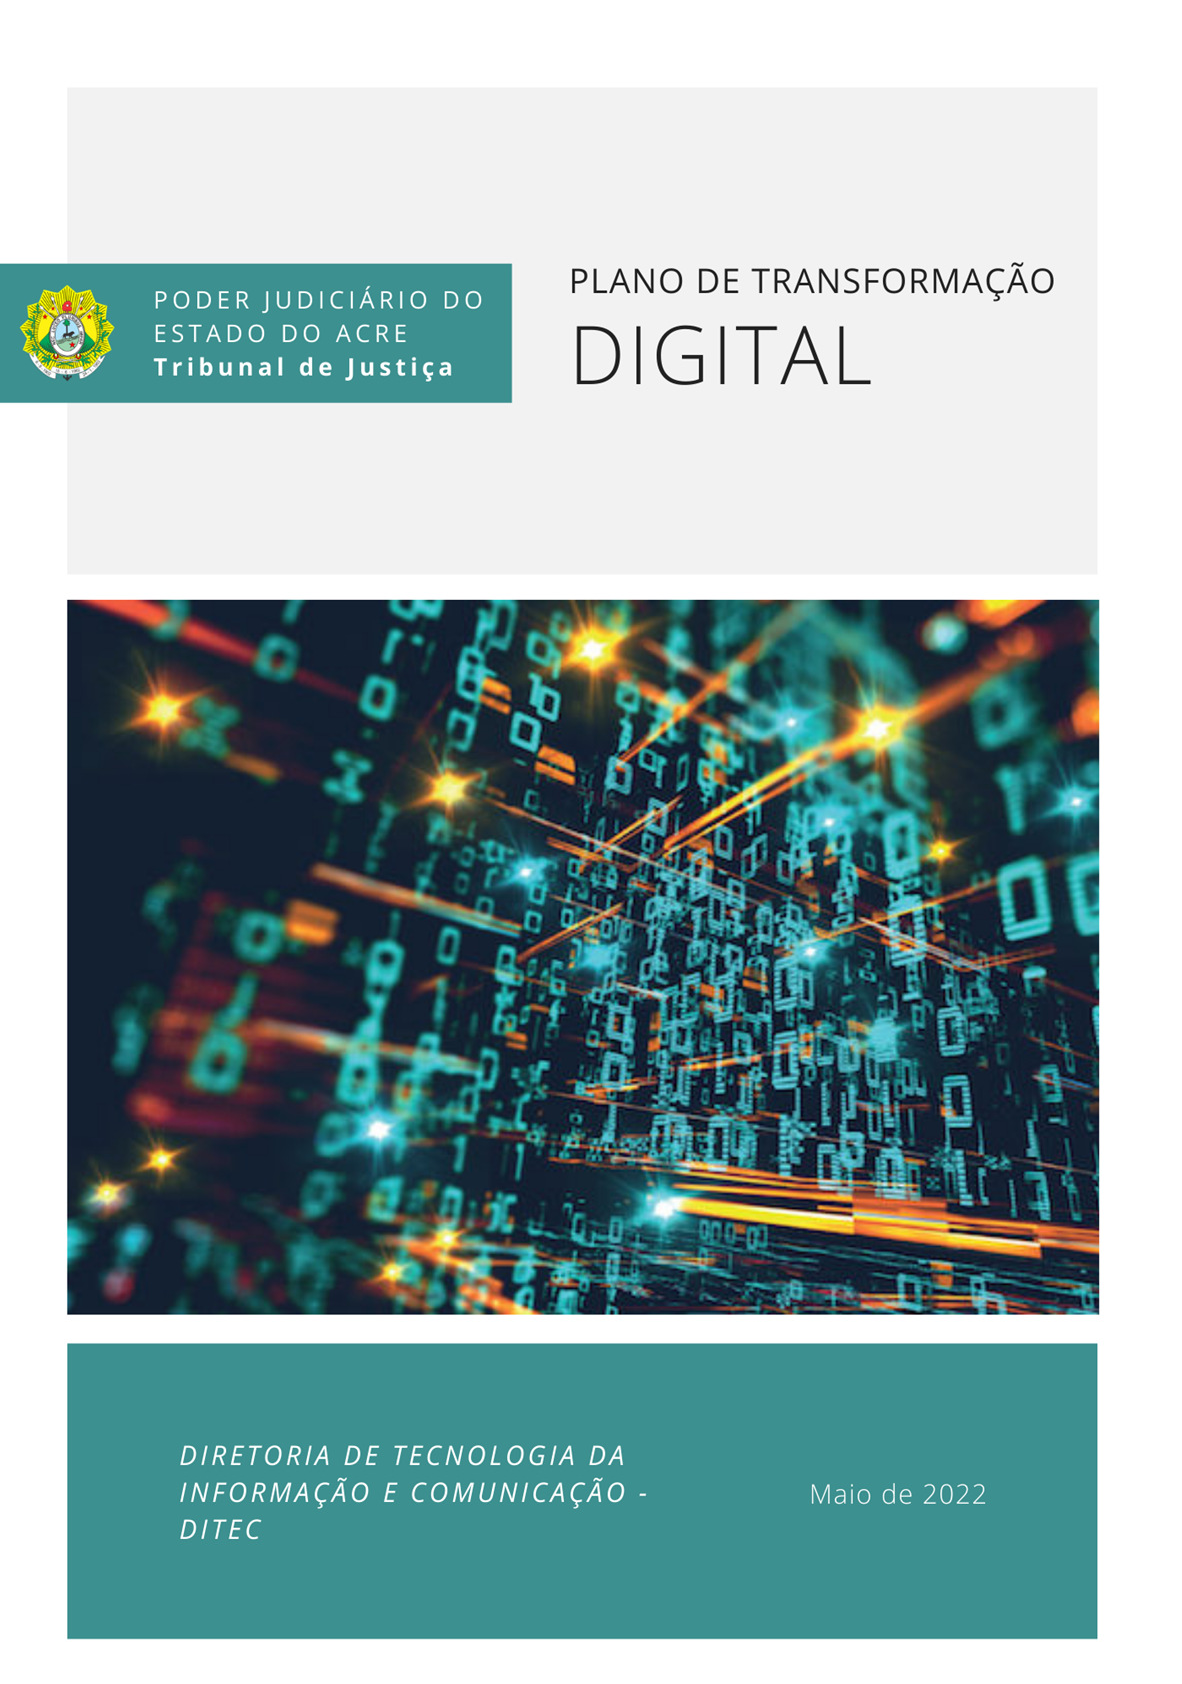 PODER JUDICIÁRIO DO
ESTADO DO ACRE
Tribunal de Justiça
PLANO DE TRANSFORMAÇÃO
DIGITAL
DIRETORIA DE TECNOLOGIA DA
INFORMAÇÃO E COMUNICAÇÃO -
DITEC
Maio de 2022